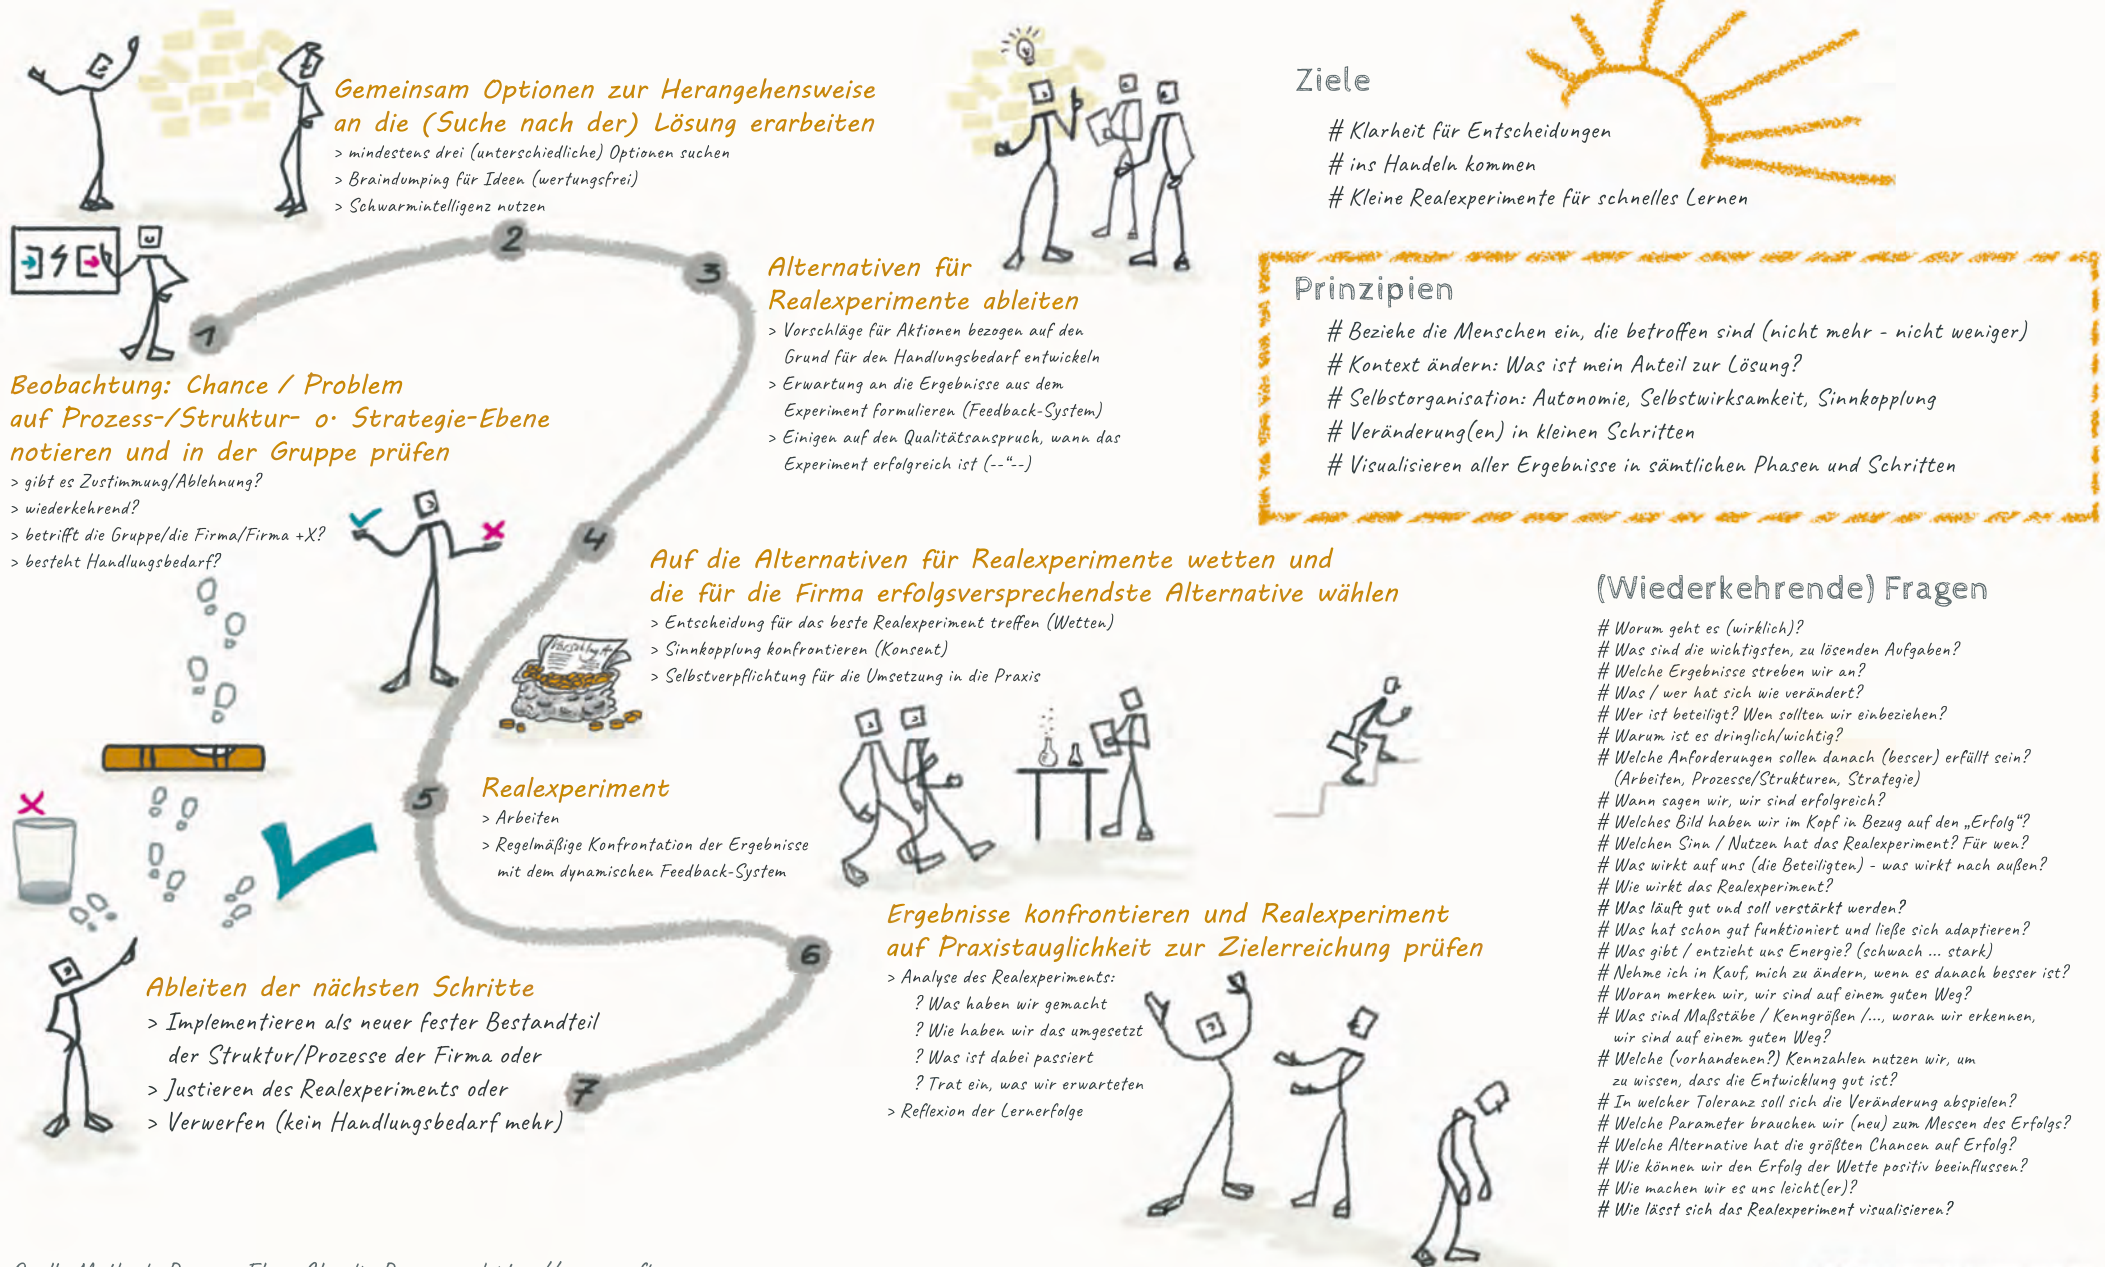 Gemeinsam Optionen zur Herangehensweise
an die (Suche nach der) Lösung erarbeiten
> mindestens drei (unterschiedliche) Optionen suchen
> Braindumping für Ideen (wertungsfrei)
> Schwarmintelligenz nutzen
1
2
3
Beobachtung: Chance / Problem
auf Prozess-/Struktur- o. Strategie-Ebene
notieren und in der Gruppe prüfen
> gibt es Zustimmung/Ablehnung?
> wiederkehrend?
> betrifft die Gruppe/die Firma/Firma +X?
> besteht Handlungsbedarf?
Alternativen für
Realexperimente ableiten
> Vorschläge für Aktionen bezogen auf den
Grund für den Handlungsbedarf entwickeln
> Erwartung an die Ergebnisse aus dem
Experiment formulieren (Feedback-System)
> Einigen auf den Qualitätsanspruch, wann das
Experiment erfolgreich ist (--“--)
4
Auf die Alternativen für Realexperimente wetten und
die für die Firma erfolgsversprechendste Alternative wählen
> Entscheidung für das beste Realexperiment treffen (Wetten)
> Sinnkopplung konfrontieren (Konsent)
> Selbstverpflichtung für die Umsetzung in die Praxis
5
Realexperiment
> Arbeiten
> Regelmäßige Konfrontation der Ergebnisse
mit dem dynamischen Feedback-System
6
Ergebnisse konfrontieren und Realexperiment
auf Praxistauglichkeit zur Zielerreichung prüfen
> Analyse des Realexperiments:
? Was haben wir gemacht
? Wie haben wir das umgesetzt
? Was ist dabei passiert
? Trat ein, was wir erwarteten
> Reflexion der Lernerfolge
7
Ableiten der nächsten Schritte
> Implementieren als neuer fester Bestandteil
der Struktur/Prozesse der Firma oder
> Justieren des Realexperiments oder
> Verwerfen (kein Handlungsbedarf mehr)
Ziele
# Klarheit für Entscheidungen
# ins Handeln kommen
# Kleine Realexperimente für schnelles Lernen
Prinzipien
# Beziehe die Menschen ein, die betroffen sind (nicht mehr - nicht weniger)
# Kontext ändern: Was ist mein Anteil zur Lösung?
# Selbstorganisation: Autonomie, Selbstwirksamkeit, Sinnkopplung
# Veränderung(en) in kleinen Schritten
# Visualisieren aller Ergebnisse in sämtlichen Phasen und Schritten
(Wiederkehrende) Fragen
# Worum geht es (wirklich)?
# Was sind die wichtigsten, zu lösenden Aufgaben?
# Welche Ergebnisse streben wir an?
# Was / wer hat sich wie verändert?
# Wer ist beteiligt? Wen sollten wir einbeziehen?
# Warum ist es dringlich/wichtig?
# Welche Anforderungen sollen danach (besser) erfüllt sein?
(Arbeiten, Prozesse/Strukturen, Strategie)
# Wann sagen wir, wir sind erfolgreich?
# Welches Bild haben wir im Kopf in Bezug auf den „Erfolg“?
# Welchen Sinn / Nutzen hat das Realexperiment? Für wen?
# Was wirkt auf uns (die Beteiligten) - was wirkt nach außen?
# Wie wirkt das Realexperiment?
# Was läuft gut und soll verstärkt werden?
# Was hat schon gut funktioniert und ließe sich adaptieren?
# Was gibt / entzieht uns Energie? (schwach ... stark)
# Nehme ich in Kauf, mich zu ändern, wenn es danach besser ist?
# Woran merken wir, wir sind auf einem guten Weg?
# Was sind Maßstäbe / Kenngrößen /..., woran wir erkennen,
wir sind auf einem guten Weg?
# Welche (vorhandenen?) Kennzahlen nutzen wir, um
zu wissen, dass die Entwicklung gut ist?
# In welcher Toleranz soll sich die Veränderung abspielen?
# Welche Parameter brauchen wir (neu) zum Messen des Erfolgs?
# Welche Alternative hat die größten Chancen auf Erfolg?
# Wie können wir den Erfolg der Wette positiv beeinflussen?
# Wie machen wir es uns leicht(er)?
# Wie lässt sich das Realexperiment visualisieren?